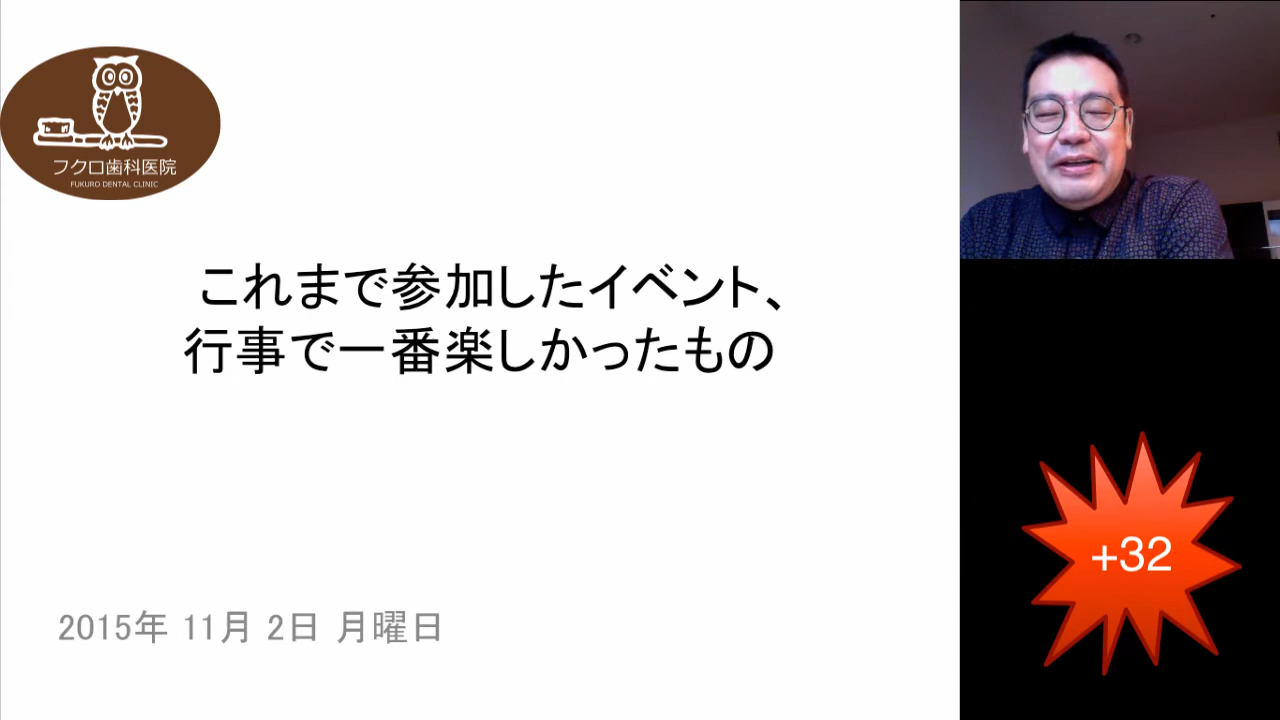 フクロ歯科医院
FUKURO DENTAL CLINIC
これまで参加したイベント、
行事で一番楽しかったもの
2015年 11月 2日 月曜日
+32